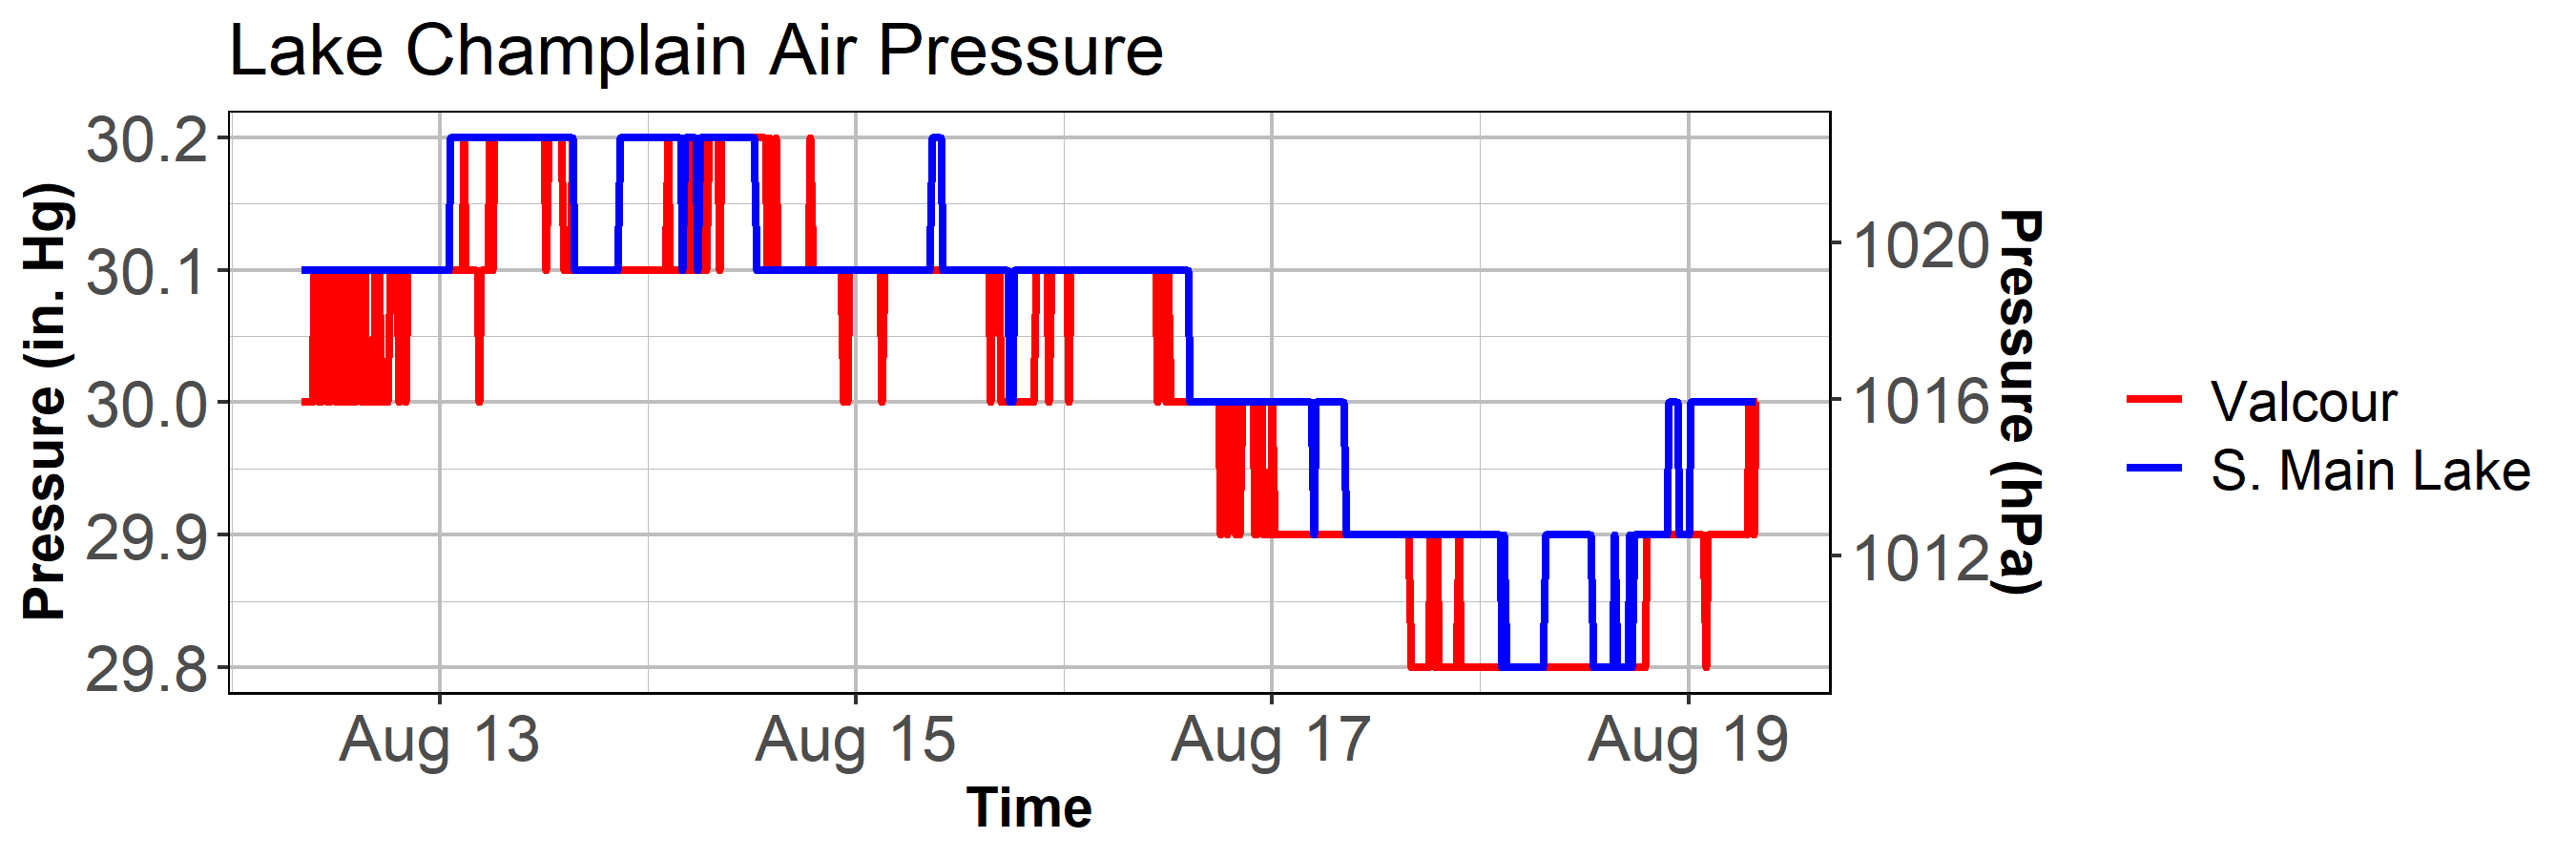 Lake Champlain Air Pressure
Pressure (in. Hg)
30.2
30.1
30.0
29.9
29.8
1020
1016
1012
Pressure (hPa)
Valcour
S. Main Lake
Aug 13
Aug 15
Aug 17
Aug 19
Time